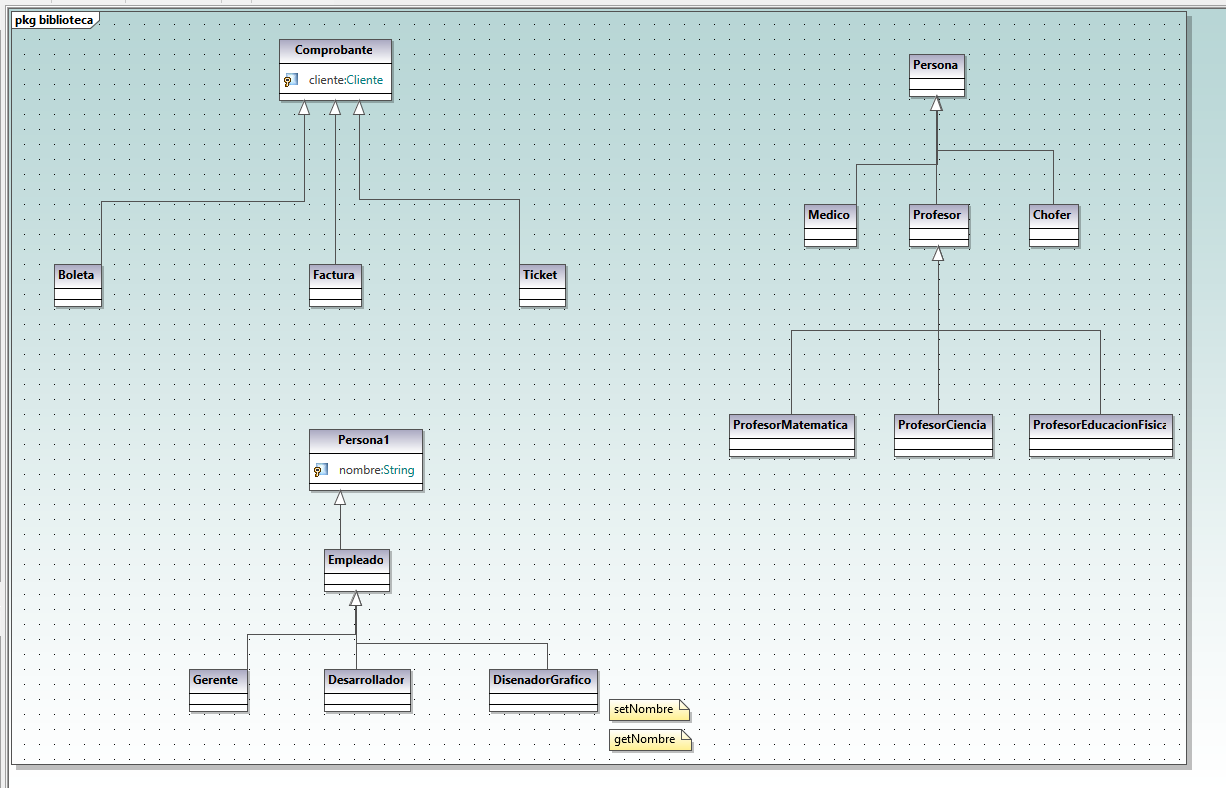 pkg biblioteca
Comprobante
cliente:Cliente
Persona
Medico
Profesor
Chofer
Boleta
Factura
Ticket
ProfesorMatematica
ProfesorCiencia
ProfesorEducacionFisica
Persona1
nombre:String
Empleado
Gerente
Desarrollador
DisenadorGrafico
setNombre
getNombre